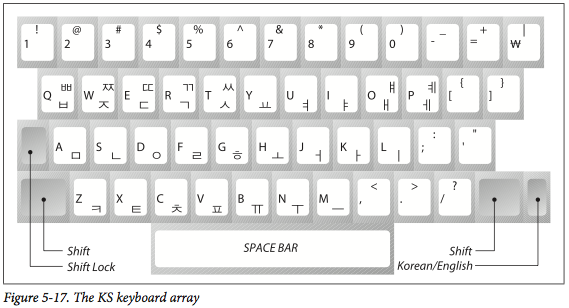 ! @ # $ % ^ & * ( ) _ + |
1 2 3 4 5 6 7 8 9 0 - = ₩
ㅃ ㅉ ㄸ ㄲ ㅆ ㅒ ㅖ { }
Q W E R T Y U I O P [ ]
ㅂ ㅈ ㄷ ㄱ ㅅ ㅛ ㅕ ㅑ ㅐ ㅔ
: "
A S D F G H J K L ; '
ㅁ ㄴ ㅇ ㄹ ㅎ ㅗ ㅓ ㅏ ㅣ
< > ?
Z X C V B N M , . /
ㅋ ㅌ ㅊ ㅍ ㅠ ㅜ ㅡ
SPACE BAR
Shift
Shift
Shift Lock
Korean/English
Figure 5-17. The KS keyboard array